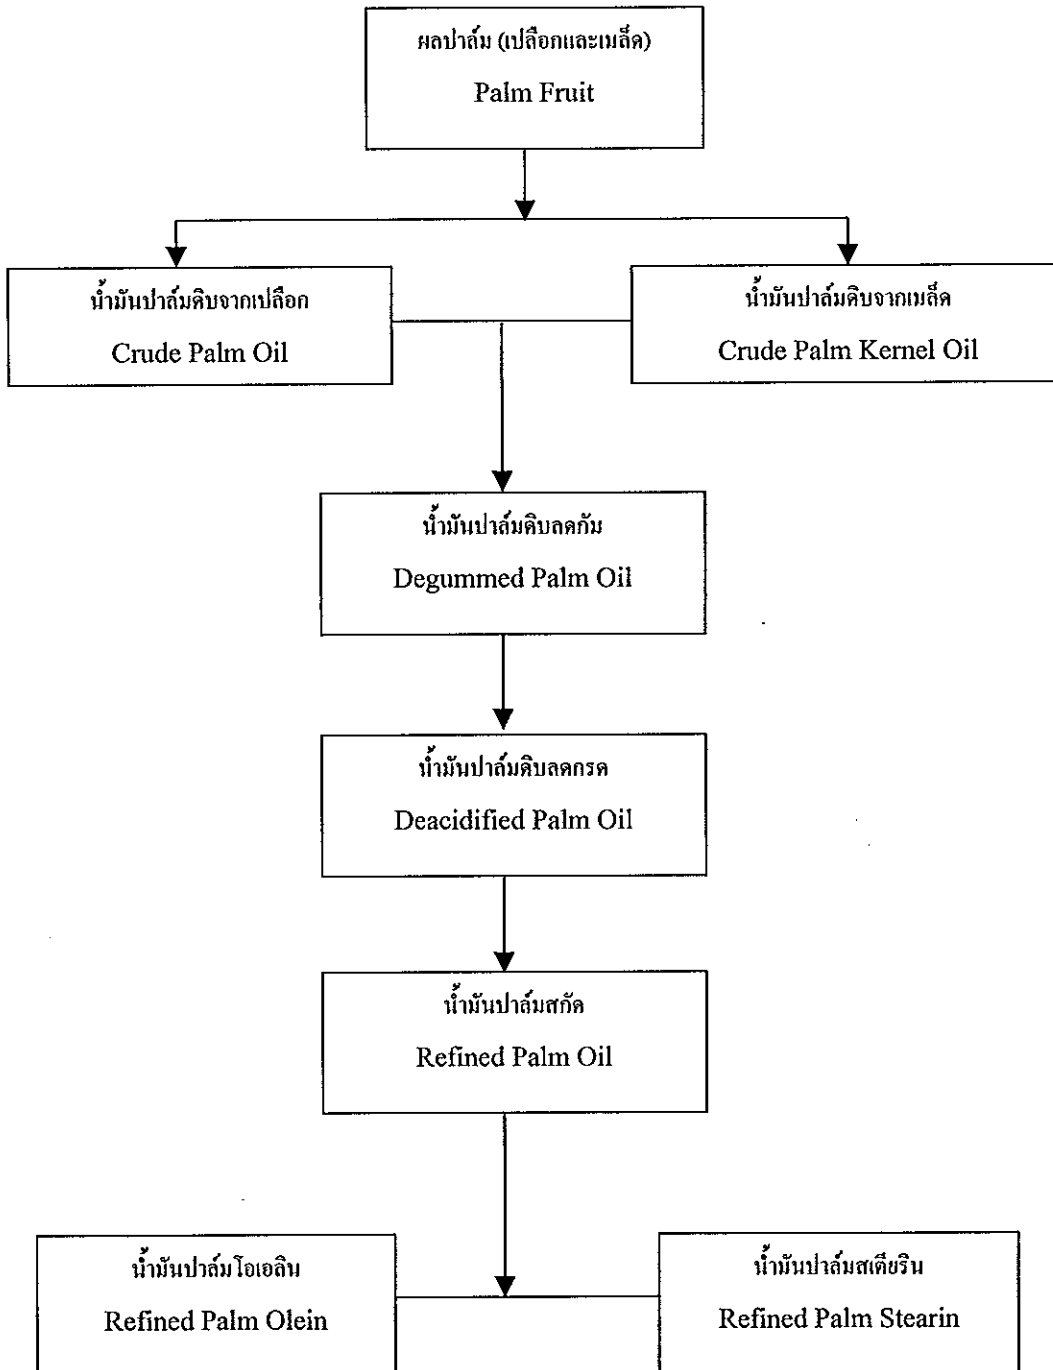 ผลปาล์ม (เปลือกและเมล็ด)
Palm Fruit
น้ำมันปาล์มดิบจากเปลือก
Crude Palm Oil
น้ำมันปาล์มดิบจากเมล็ด
Crude Palm Kernel Oil
น้ำมันปาล์มดิบลดกัม
Degummed Palm Oil
น้ำมันปาล์มดิบลดกรด
Deacidified Palm Oil
น้ำมันปาล์มสกัด
Refined Palm Oil
น้ำมันปาล์มโอเอลิน
Refined Palm Olein
น้ำมันปาล์มสเตียริน
Refined Palm Stearin